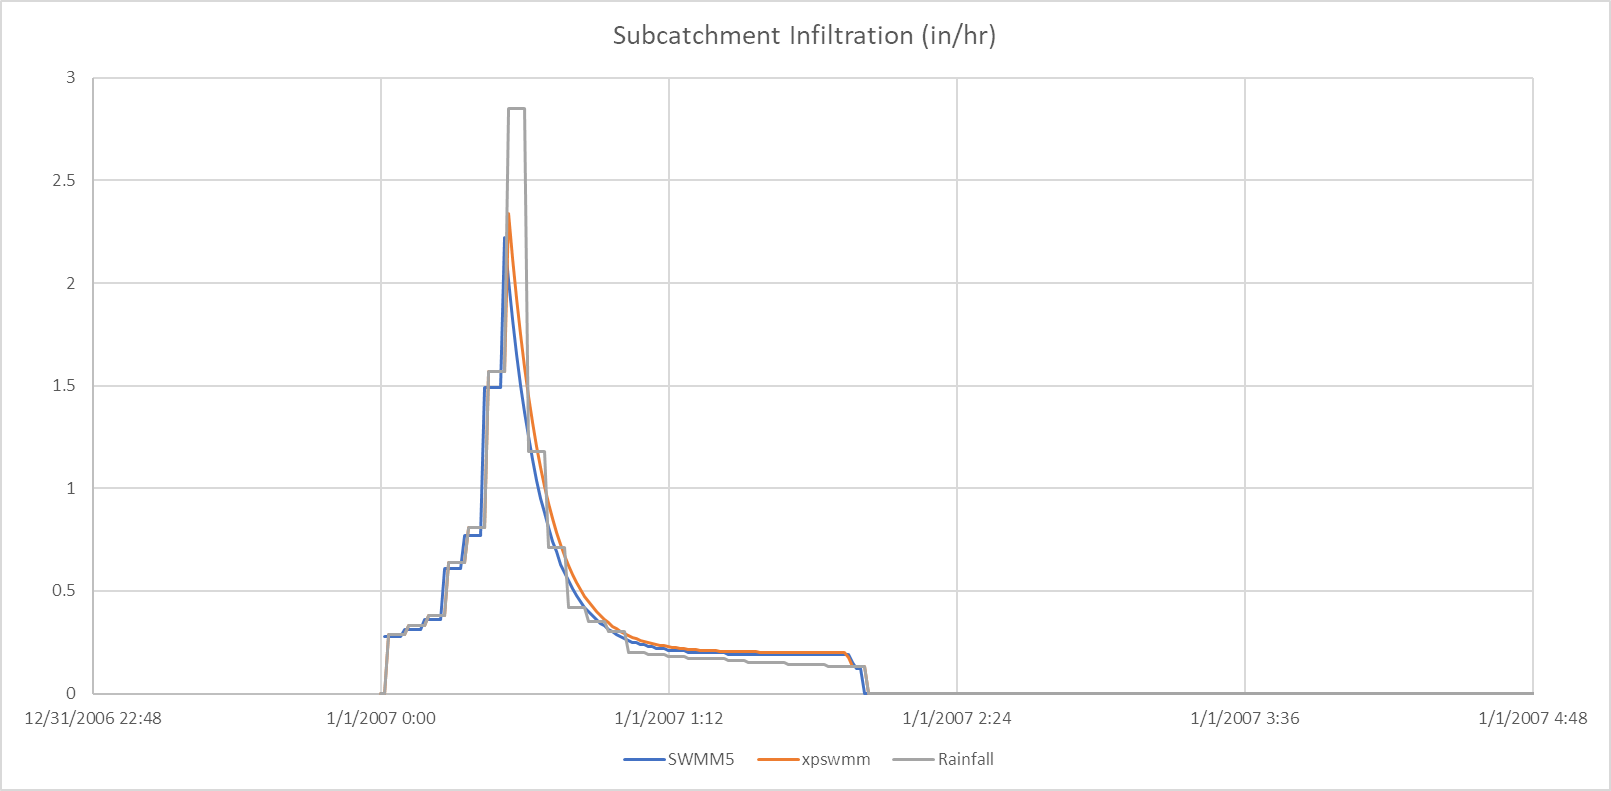 Subcatchment Infiltration (in/hr)
3
2.5
2
1.5
1
0.5
0
12/31/2006 22:48 1/1/2007 0:00 1/1/2007 1:12 1/1/2007 2:24 1/1/2007 3:36 1/1/2007 4:48
SWMM5 xpswmm Rainfall